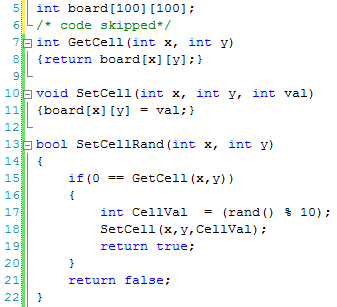 5 int board[100][100];
6 /* code skipped*/
7 int GetCell(int x, int y)
8 {return board[x][y];}
9
10 void SetCell(int x, int y, int val)
11 {board[x][y] = val;}
12
13 bool SetCellRand(int x, int y)
14 {
15 if(0 == GetCell(x,y))
16 {
17 int CellVal  = (rand() % 10);
18 SetCell(x,y,CellVal);
19 return true;
20 }
21 return false;
22 }